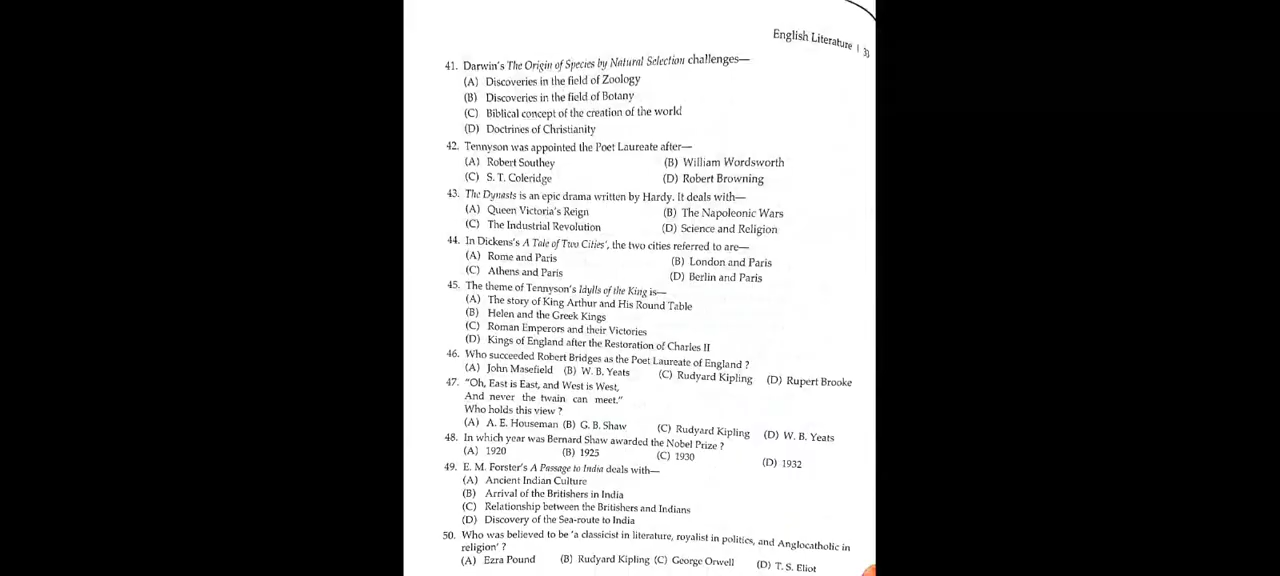 English Literature | 33
41. Darwin's The Origin of Species by Natural Selection challenges—
(A) Discoveries in the field of Zoology
(B) Discoveries in the field of Botany
(C) Biblical concept of the creation of the world
(D) Doctrines of Christianity
42. Tennyson was appointed the Poet Laureate after—
(A) Robert Southey (B) William Wordsworth
(C) S. T. Coleridge (D) Robert Browning
43. The Dynasts is an epic drama written by Hardy. It deals with—
(A) Queen Victoria's Reign (B) The Napoleonic Wars
(C) The Industrial Revolution (D) Science and Religion
44. In Dickens's A Tale of Two Cities', the two cities referred to are—
(A) Rome and Paris (B) London and Paris
(C) Athens and Paris (D) Berlin and Paris
45. The theme of Tennyson's Idylls of the King is—
(A) The story of King Arthur and His Round Table
(B) Helen and the Greek Kings
(C) Roman Emperors and their Victories
(D) Kings of England after the Restoration of Charles II
46. Who succeeded Robert Bridges as the Poet Laureate of England ?
(A) John Masefield (B) W. B. Yeats (C) Rudyard Kipling (D) Rupert Brooke
47. "Oh, East is East, and West is West,
And never the twain can meet."
Who holds this view ?
(A) A. E. Houseman (B) G. B. Shaw (C) Rudyard Kipling (D) W. B. Yeats
48. In which year was Bernard Shaw awarded the Nobel Prize ?
(A) 1920 (B) 1925 (C) 1930 (D) 1932
49. E. M. Forster's A Passage to India deals with—
(A) Ancient Indian Culture
(B) Arrival of the Britishers in India
(C) Relationship between the Britishers and Indians
(D) Discovery of the Sea-route to India
50. Who was believed to be 'a classicist in literature, royalist in politics, and Anglocatholic in
religion' ?
(A) Ezra Pound (B) Rudyard Kipling (C) George Orwell (D) T. S. Eliot